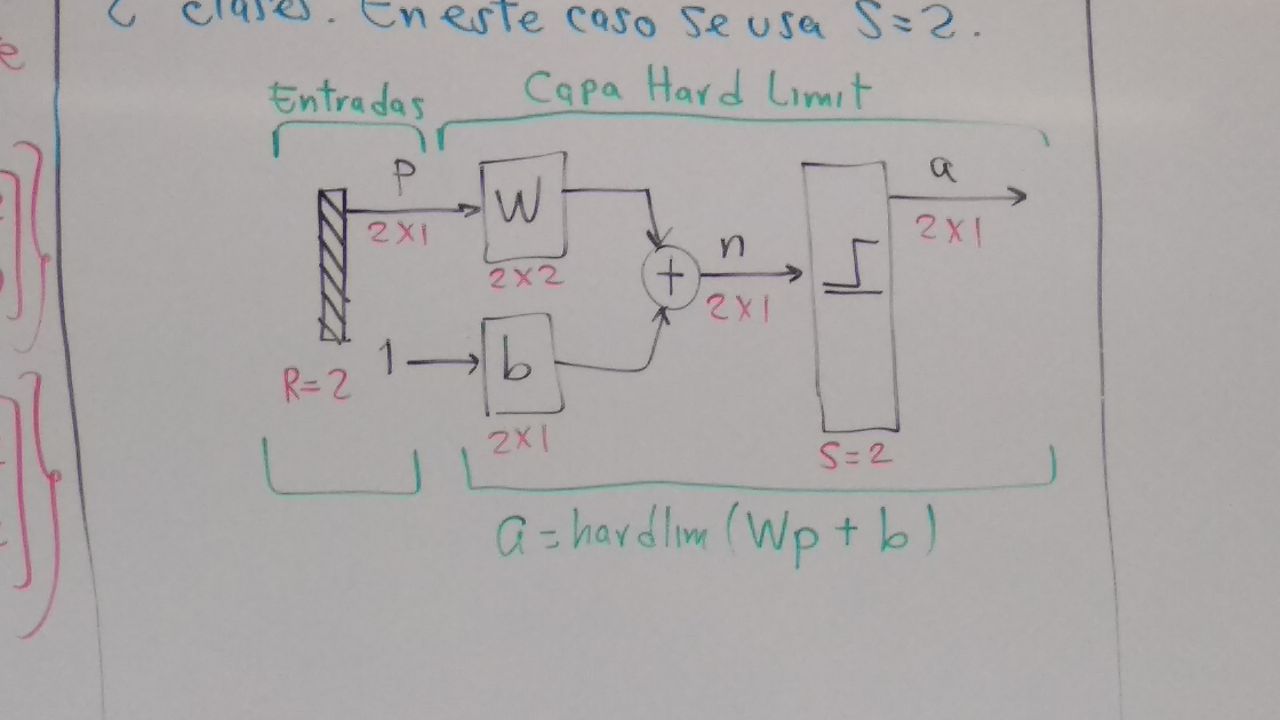 clases. En este caso se usa S=2.
Entradas
Capa Hard Limit
p
2x1
W
2x2
1
b
2x1
R=2
+
n
2x1
a
2x1
S=2
a=hardlim(Wp+b)